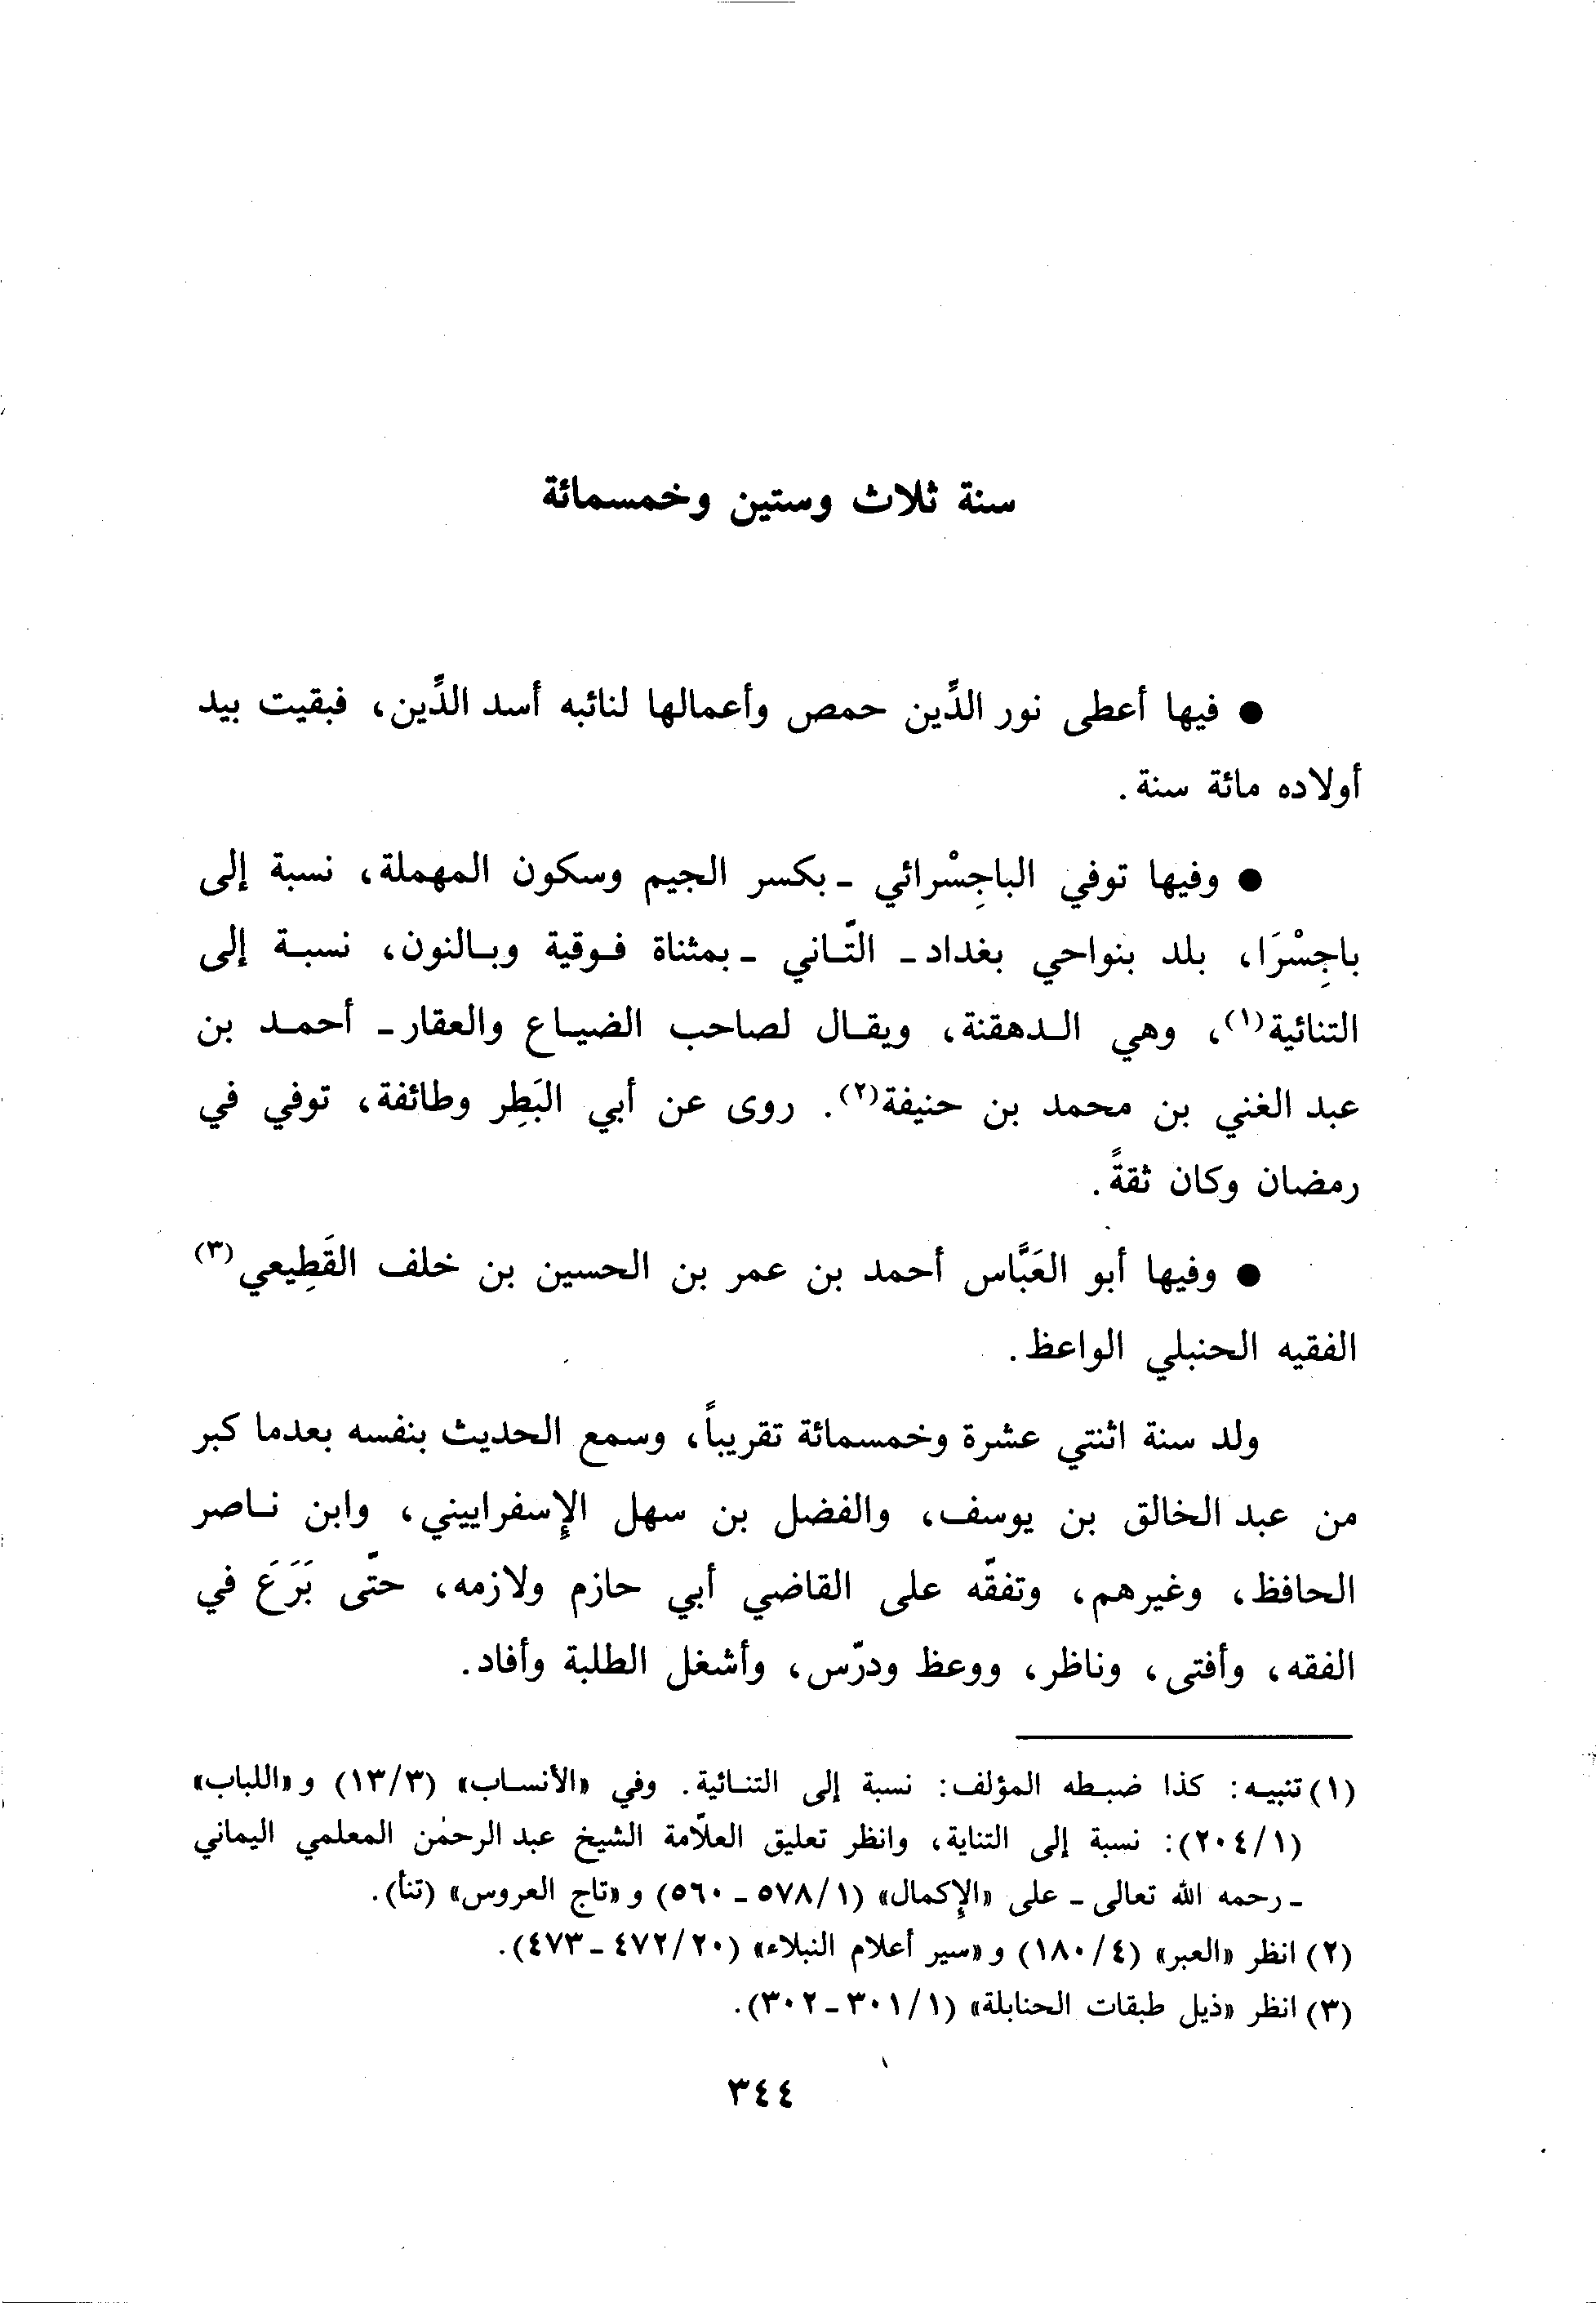 سنة ثلاث وستين وخمسمائة
● فيها أعطى نور الدِّين حمص وأعمالها لنائبه أسد الدِّين، فبقيت بيد
أولاده مائة سنة.
● وفيها توفي الباجِسْرائي - بكسر الجيم وسكون المهملة، نسبة إلى
باجِسْرَا، بلد بنواحي بغداد - التّاني - بمثناة فوقية وبالنون، نسبة إلى
التنائية(١)، وهي الدهقنة، ويقال لصاحب الضياع والعقار - أحمد بن
عبد الغني بن محمد بن حنيفة(٢). روى عن أبي البَطِر وطائفة، توفي في
رمضان وكان ثقةً.
● وفيها أبو العَبَّاس أحمد بن عمر بن الحسين بن خلف القَطِيعي(٣)
الفقيه الحنبلي الواعظ.
ولد سنة اثنتي عشرة وخمسمائة تقريباً، وسمع الحديث بنفسه بعدما كبر
من عبد الخالق بن يوسف، والفضل بن سهل الإسفراييني، وابن ناصر
الحافظ، وغيرهم، وتفقّه على القاضي أبي حازم ولازمه، حتّى بَرَعَ في
الفقه، وأفتى، وناظر، ووعظ ودرّس، وأشغل الطلبة وأفاد.
(١) تنبيه: كذا ضبطه المؤلف: نسبة إلى التنائية. وفي «الأنساب» (١٣/٣) و«اللباب»
(٢٠٤/١): نسبة إلى التناية، وانظر تعليق العلاّمة الشيخ عبد الرحمٰن المعلمي اليماني
- رحمه الله تعالى - على «الإكمال» (٥٧٨/١ - ٥٦٠) و«تاج العروس» (تنأ).
(٢) انظر «العبر» (١٨٠/٤) و«سير أعلام النبلاء» (٤٧٢/٢٠ - ٤٧٣).
(٣) انظر «ذيل طبقات الحنابلة» (٣٠١/١ - ٣٠٢).
٣٤٤